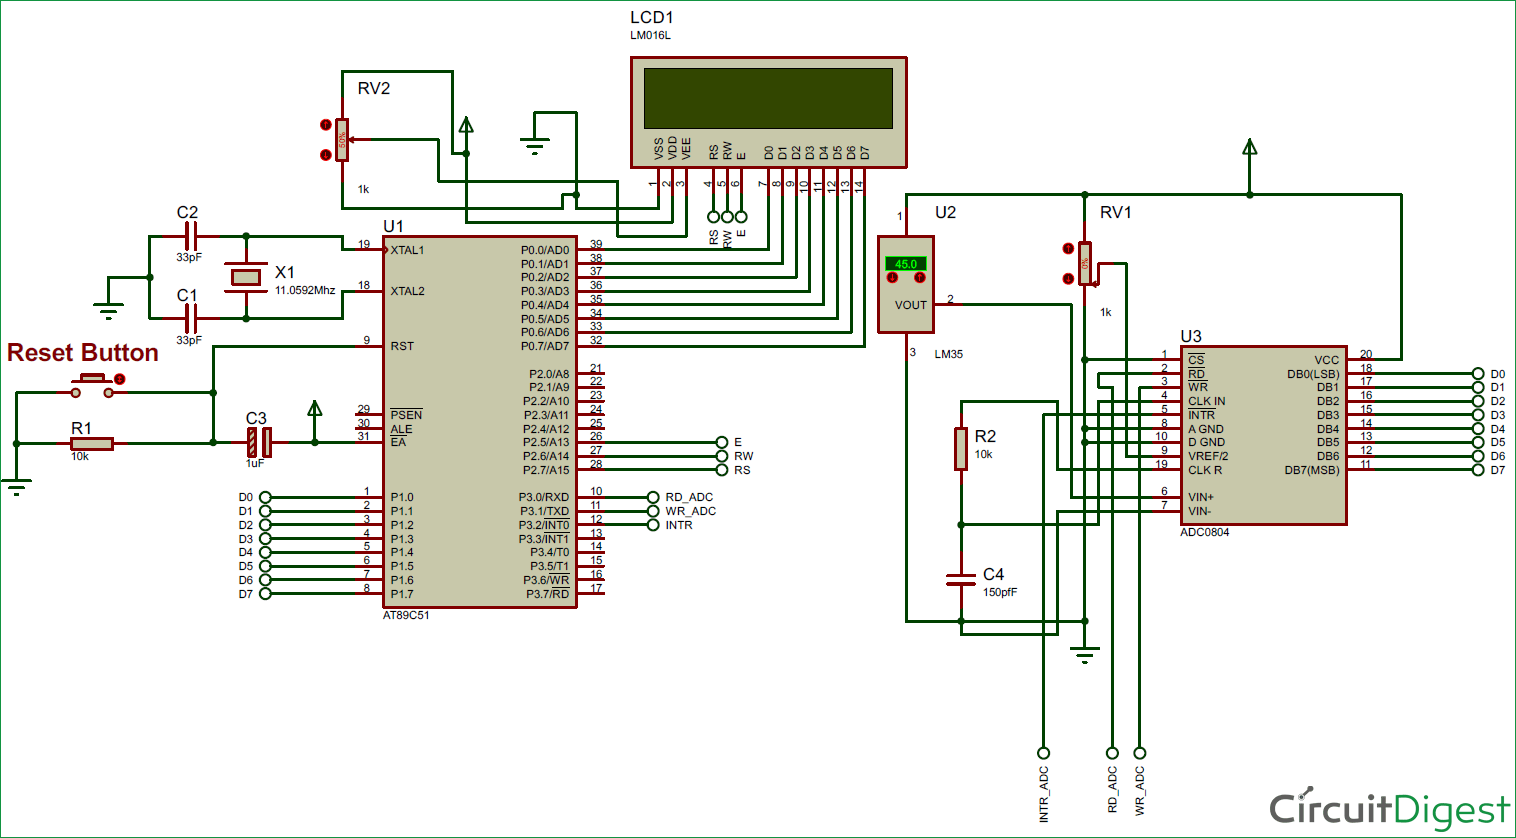 LCD1
LM016L
RV2
50%
1k
VSS
VDD
VEE
RS
RW
E
D0
D1
D2
D3
D4
D5
D6
D7
1
2
3
4
5
6
7
8
9
10
11
12
13
14
RS
RW
E
C2
33pF
X1
11.0592Mhz
C1
33pF
Reset Button
R1
10k
C3
1uF
U1
19 XTAL1
18 XTAL2
9 RST
29 PSEN
30 ALE
31 EA
D0 1 P1.0
D1 2 P1.1
D2 3 P1.2
D3 4 P1.3
D4 5 P1.4
D5 6 P1.5
D6 7 P1.6
D7 8 P1.7
P0.0/AD0 39
P0.1/AD1 38
P0.2/AD2 37
P0.3/AD3 36
P0.4/AD4 35
P0.5/AD5 34
P0.6/AD6 33
P0.7/AD7 32
P2.0/A8 21
P2.1/A9 22
P2.2/A10 23
P2.3/A11 24
P2.4/A12 25
P2.5/A13 26 E
P2.6/A14 27 RW
P2.7/A15 28 RS
P3.0/RXD 10 RD_ADC
P3.1/TXD 11 WR_ADC
P3.2/INT0 12 INTR
P3.3/INT1 13
P3.4/T0 14
P3.5/T1 15
P3.6/WR 16
P3.7/RD 17
AT89C51
U2
1
45.0
VOUT 2
3
LM35
RV1
0%
1k
R2
10k
C4
150pfF
U3
1 CS
2 RD
3 WR
4 CLK IN
5 INTR
8 A GND
10 D GND
9 VREF/2
19 CLK R
6 VIN+
7 VIN-
VCC 20
DB0(LSB) 18 D0
DB1 17 D1
DB2 16 D2
DB3 15 D3
DB4 14 D4
DB5 13 D5
DB6 12 D6
DB7(MSB) 11 D7
ADC0804
INTR_ADC
RD_ADC
WR_ADC
CircuitDigest